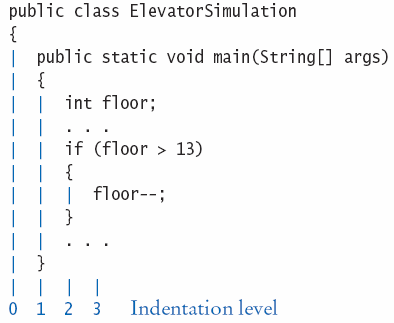 public class ElevatorSimulation
{
public static void main(String[] args)
{
int floor;
. . .
if (floor > 13)
{
floor--;
}
. . .
}
0 1 2 3 Indentation level